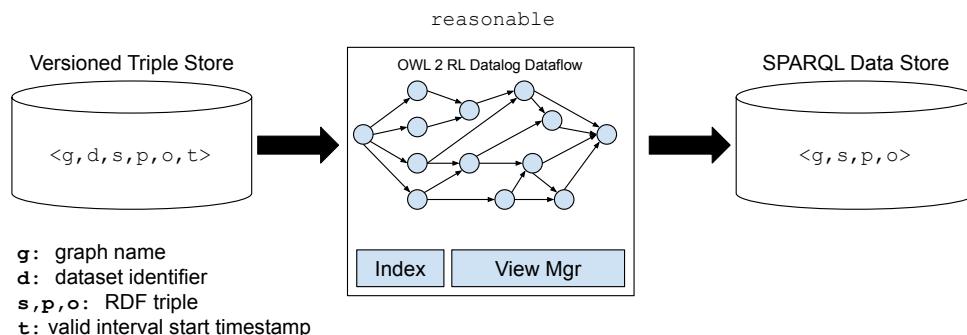 reasonable
Versioned Triple Store
OWL 2 RL Datalog Dataflow
SPARQL Data Store
<g,d,s,p,o,t>
<g,s,p,o>
Index
View Mgr
g: graph name
d: dataset identifier
s,p,o: RDF triple
t: valid interval start timestamp